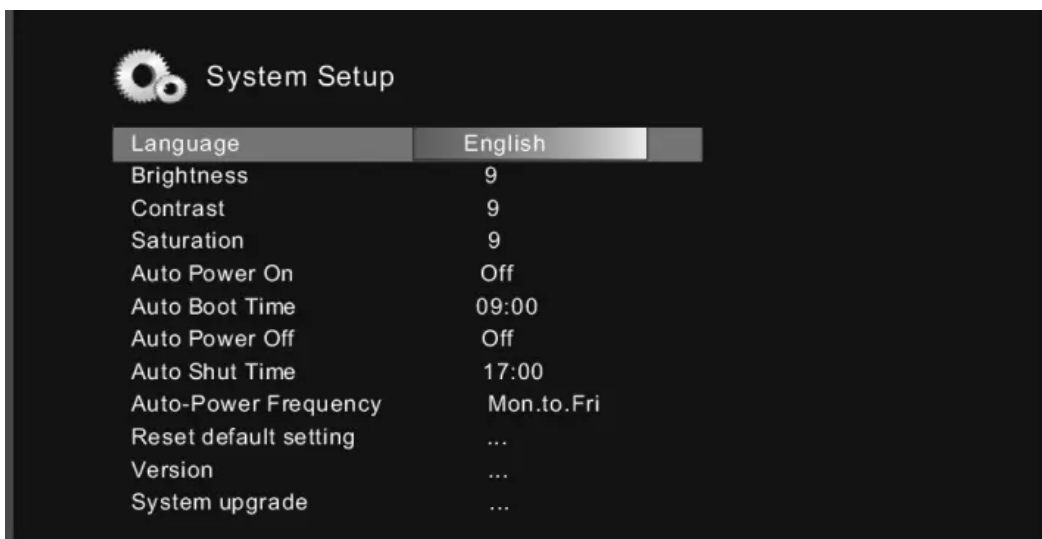 System Setup
Language English
Brightness 9
Contrast 9
Saturation 9
Auto Power On Off
Auto Boot Time 09:00
Auto Power Off Off
Auto Shut Time 17:00
Auto-Power Frequency Mon.to.Fri
Reset default setting ...
Version ...
System upgrade ...